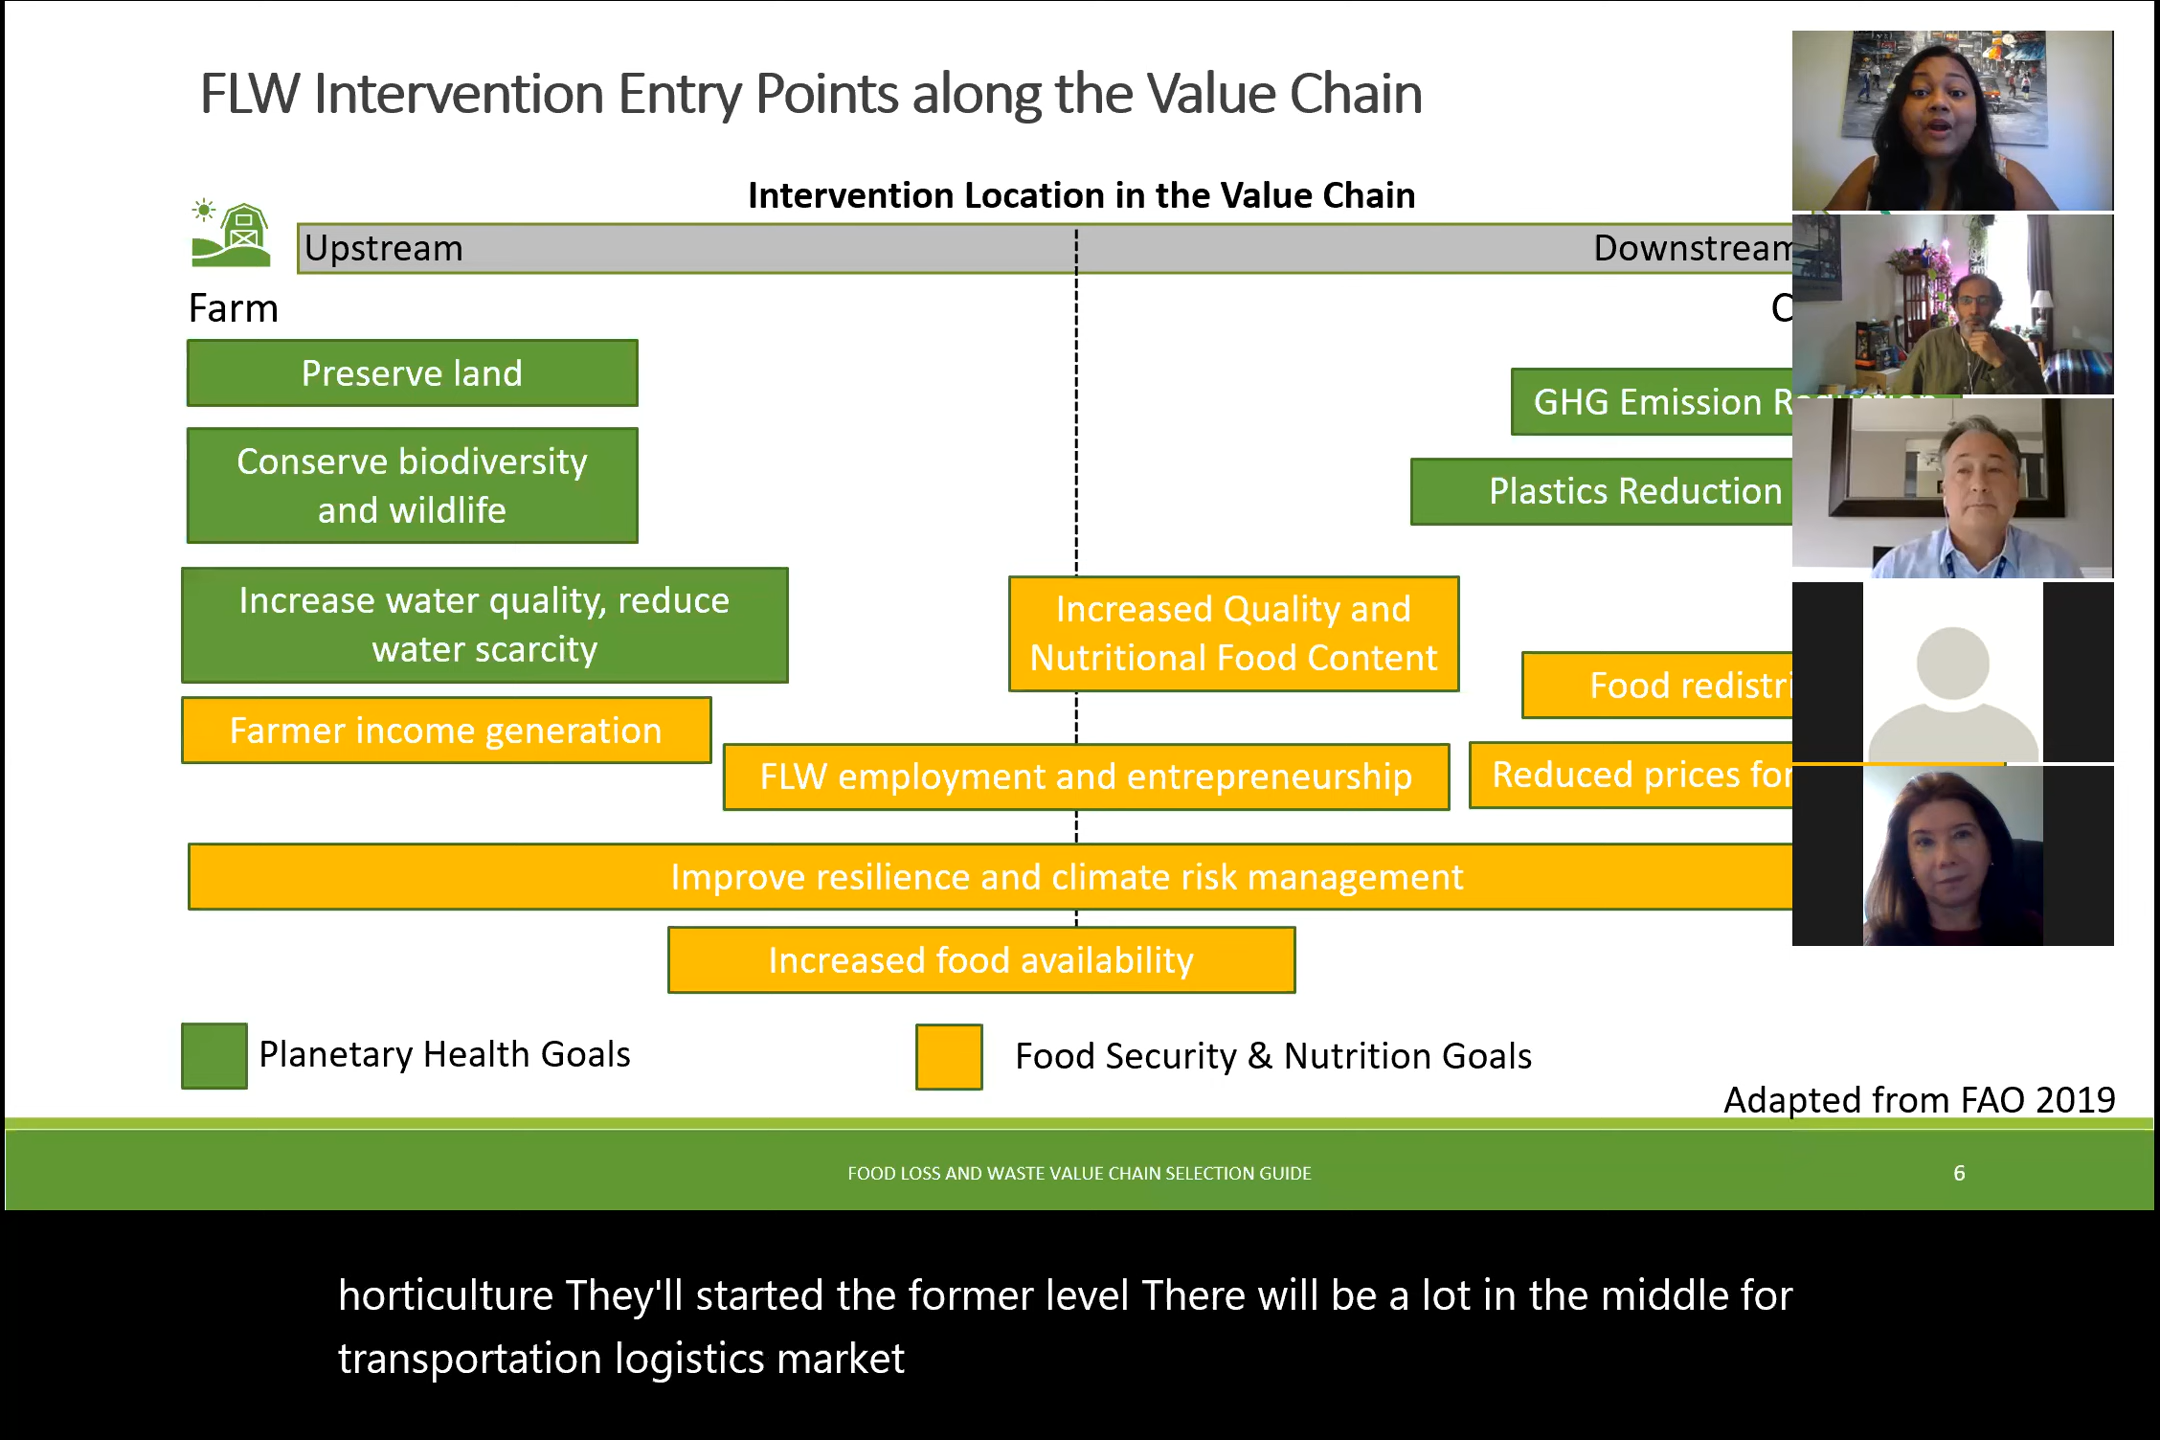 FLW Intervention Entry Points along the Value Chain
Intervention Location in the Value Chain
Upstream
Downstream
Farm
Preserve land
GHG Emission
Conserve biodiversity
and wildlife
Plastics Reduction
Increase water quality, reduce
water scarcity
Increased Quality and
Nutritional Food Content
Food
Farmer income generation
FLW employment and entrepreneurship
Reduced prices for
Improve resilience and climate risk management
Increased food availability
Planetary Health Goals
Food Security & Nutrition Goals
Adapted from FAO 2019
FOOD LOSS AND WASTE VALUE CHAIN SELECTION GUIDE
6
horticulture They'll started the former level There will be a lot in the middle for
transportation logistics market